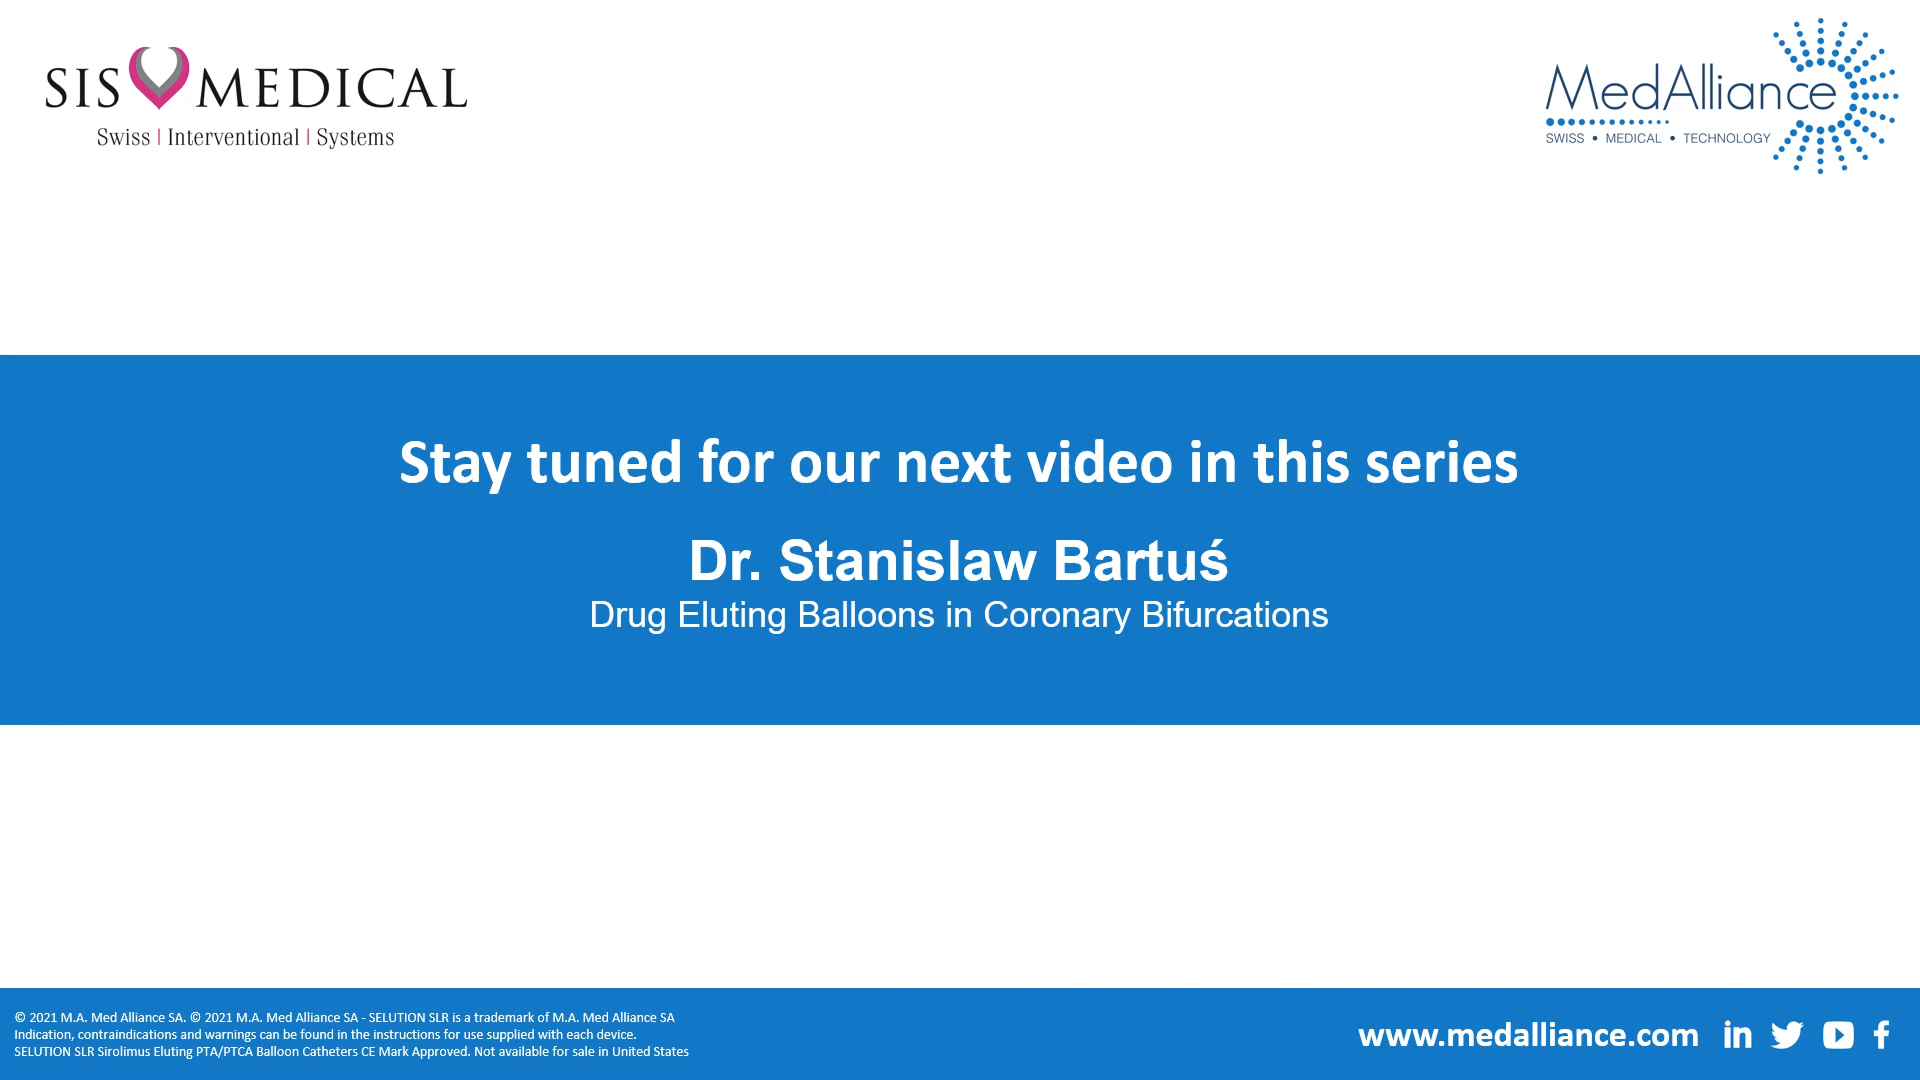 SIS MEDICAL
Swiss | Interventional | Systems
MedAlliance
SWISS • MEDICAL • TECHNOLOGY
Stay tuned for our next video in this series
Dr. Stanislaw Bartuś
Drug Eluting Balloons in Coronary Bifurcations
© 2021 M.A. Med Alliance SA. © 2021 M.A. Med Alliance SA - SELUTION SLR is a trademark of M.A. Med Alliance SA
Indication, contraindications and warnings can be found in the instructions for use supplied with each device.
SELUTION SLR Sirolimus Eluting PTA/PTCA Balloon Catheters CE Mark Approved. Not available for sale in United States
www.medalliance.com